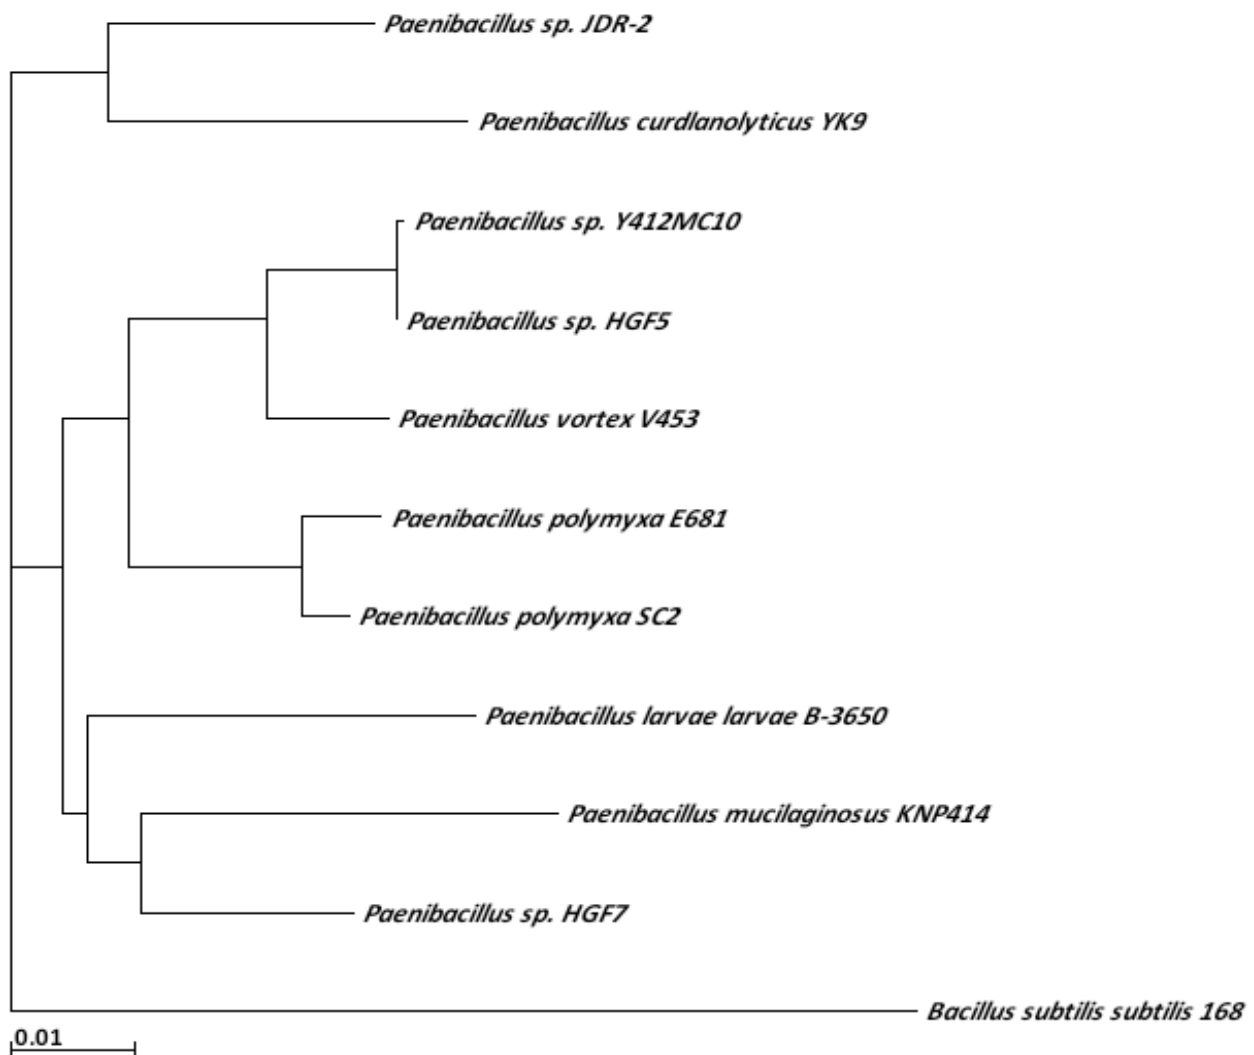 Paenibacillus sp. JDR-2
Paenibacillus curdlanolyticus YK9
Paenibacillus sp. Y412MC10
Paenibacillus sp. HGF5
Paenibacillus vortex V453
Paenibacillus polymyxa E681
Paenibacillus polymyxa SC2
Paenibacillus larvae larvae B-3650
Paenibacillus mucilaginosus KNP414
Paenibacillus sp. HGF7
Bacillus subtilis subtilis 168
0.01